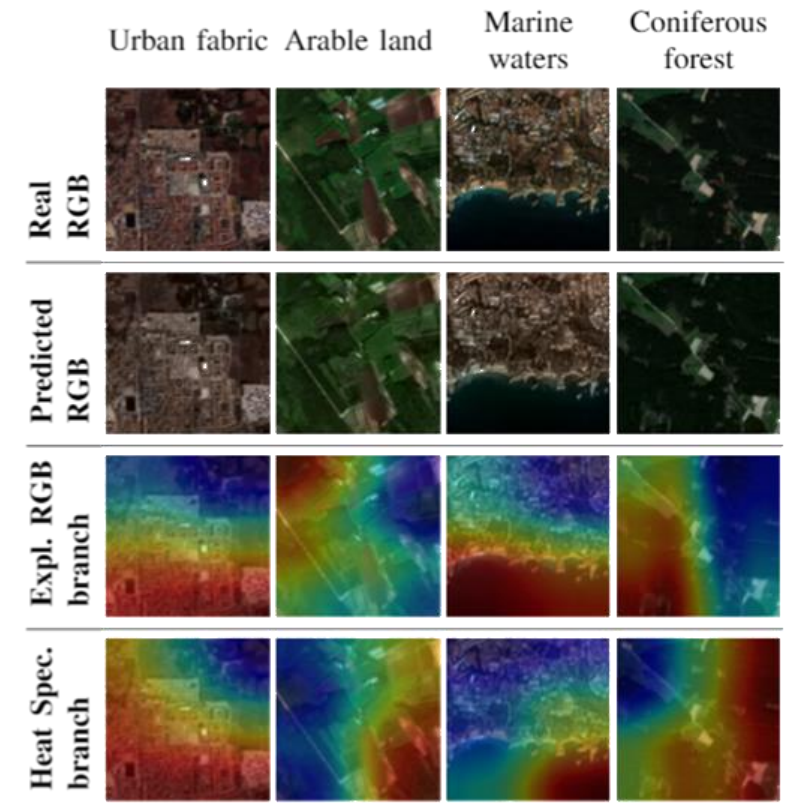 Urban fabric
Arable land
Marine
waters
Coniferous
forest
Real
RGB
Predicted
RGB
Expl. RGB
branch
Heat Spec.
branch